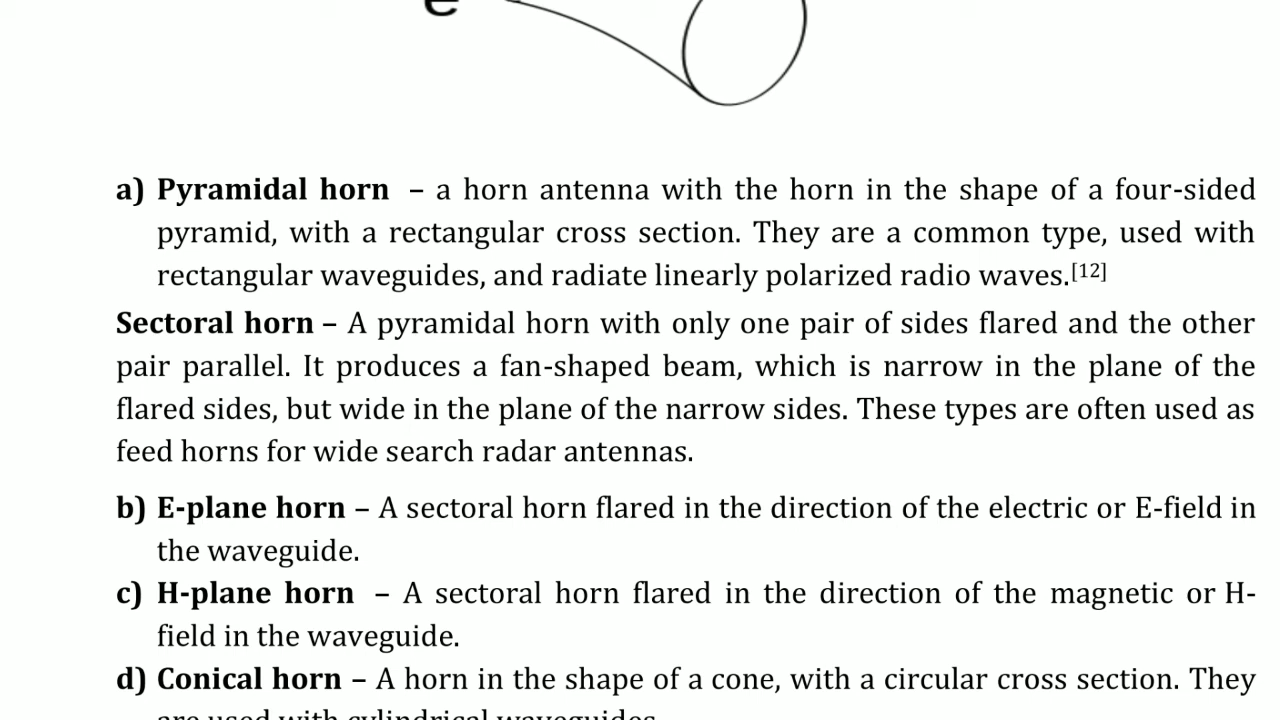 e
a) Pyramidal horn – a horn antenna with the horn in the shape of a four-sided
pyramid, with a rectangular cross section. They are a common type, used with
rectangular waveguides, and radiate linearly polarized radio waves.[12]
Sectoral horn – A pyramidal horn with only one pair of sides flared and the other
pair parallel. It produces a fan-shaped beam, which is narrow in the plane of the
flared sides, but wide in the plane of the narrow sides. These types are often used as
feed horns for wide search radar antennas.
b) E-plane horn – A sectoral horn flared in the direction of the electric or E-field in
the waveguide.
c) H-plane horn – A sectoral horn flared in the direction of the magnetic or H-
field in the waveguide.
d) Conical horn – A horn in the shape of a cone, with a circular cross section. They
are used with cylindrical waveguides.